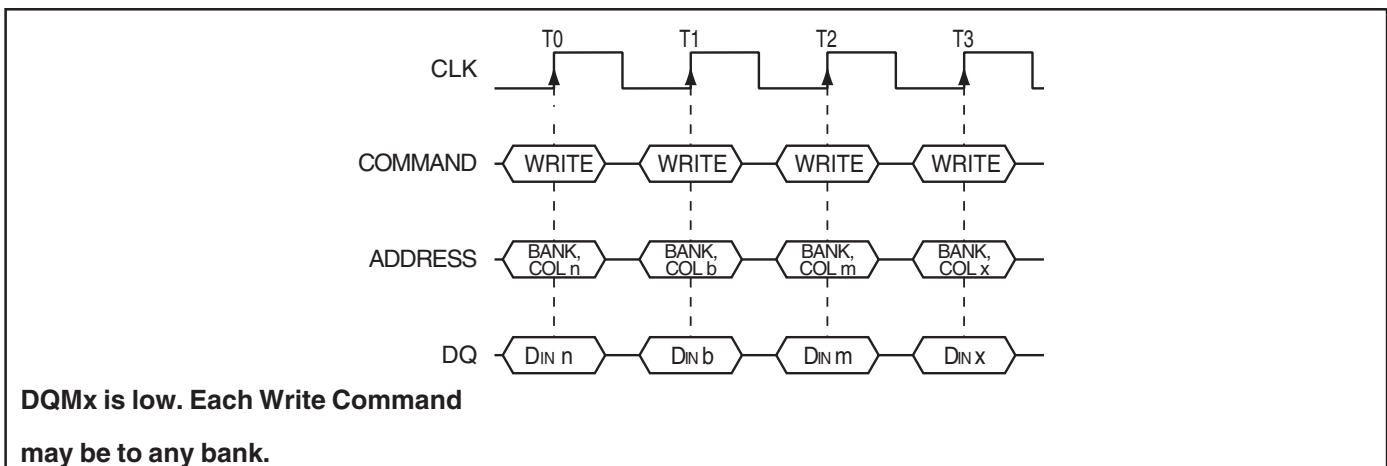 T0 T1 T2 T3
CLK
COMMAND WRITE WRITE WRITE WRITE
ADDRESS BANK, BANK, BANK, BANK,
COL n COL b COL m COL x
DQ DIN n DIN b DIN m DIN x
DQMx is low. Each Write Command
may be to any bank.